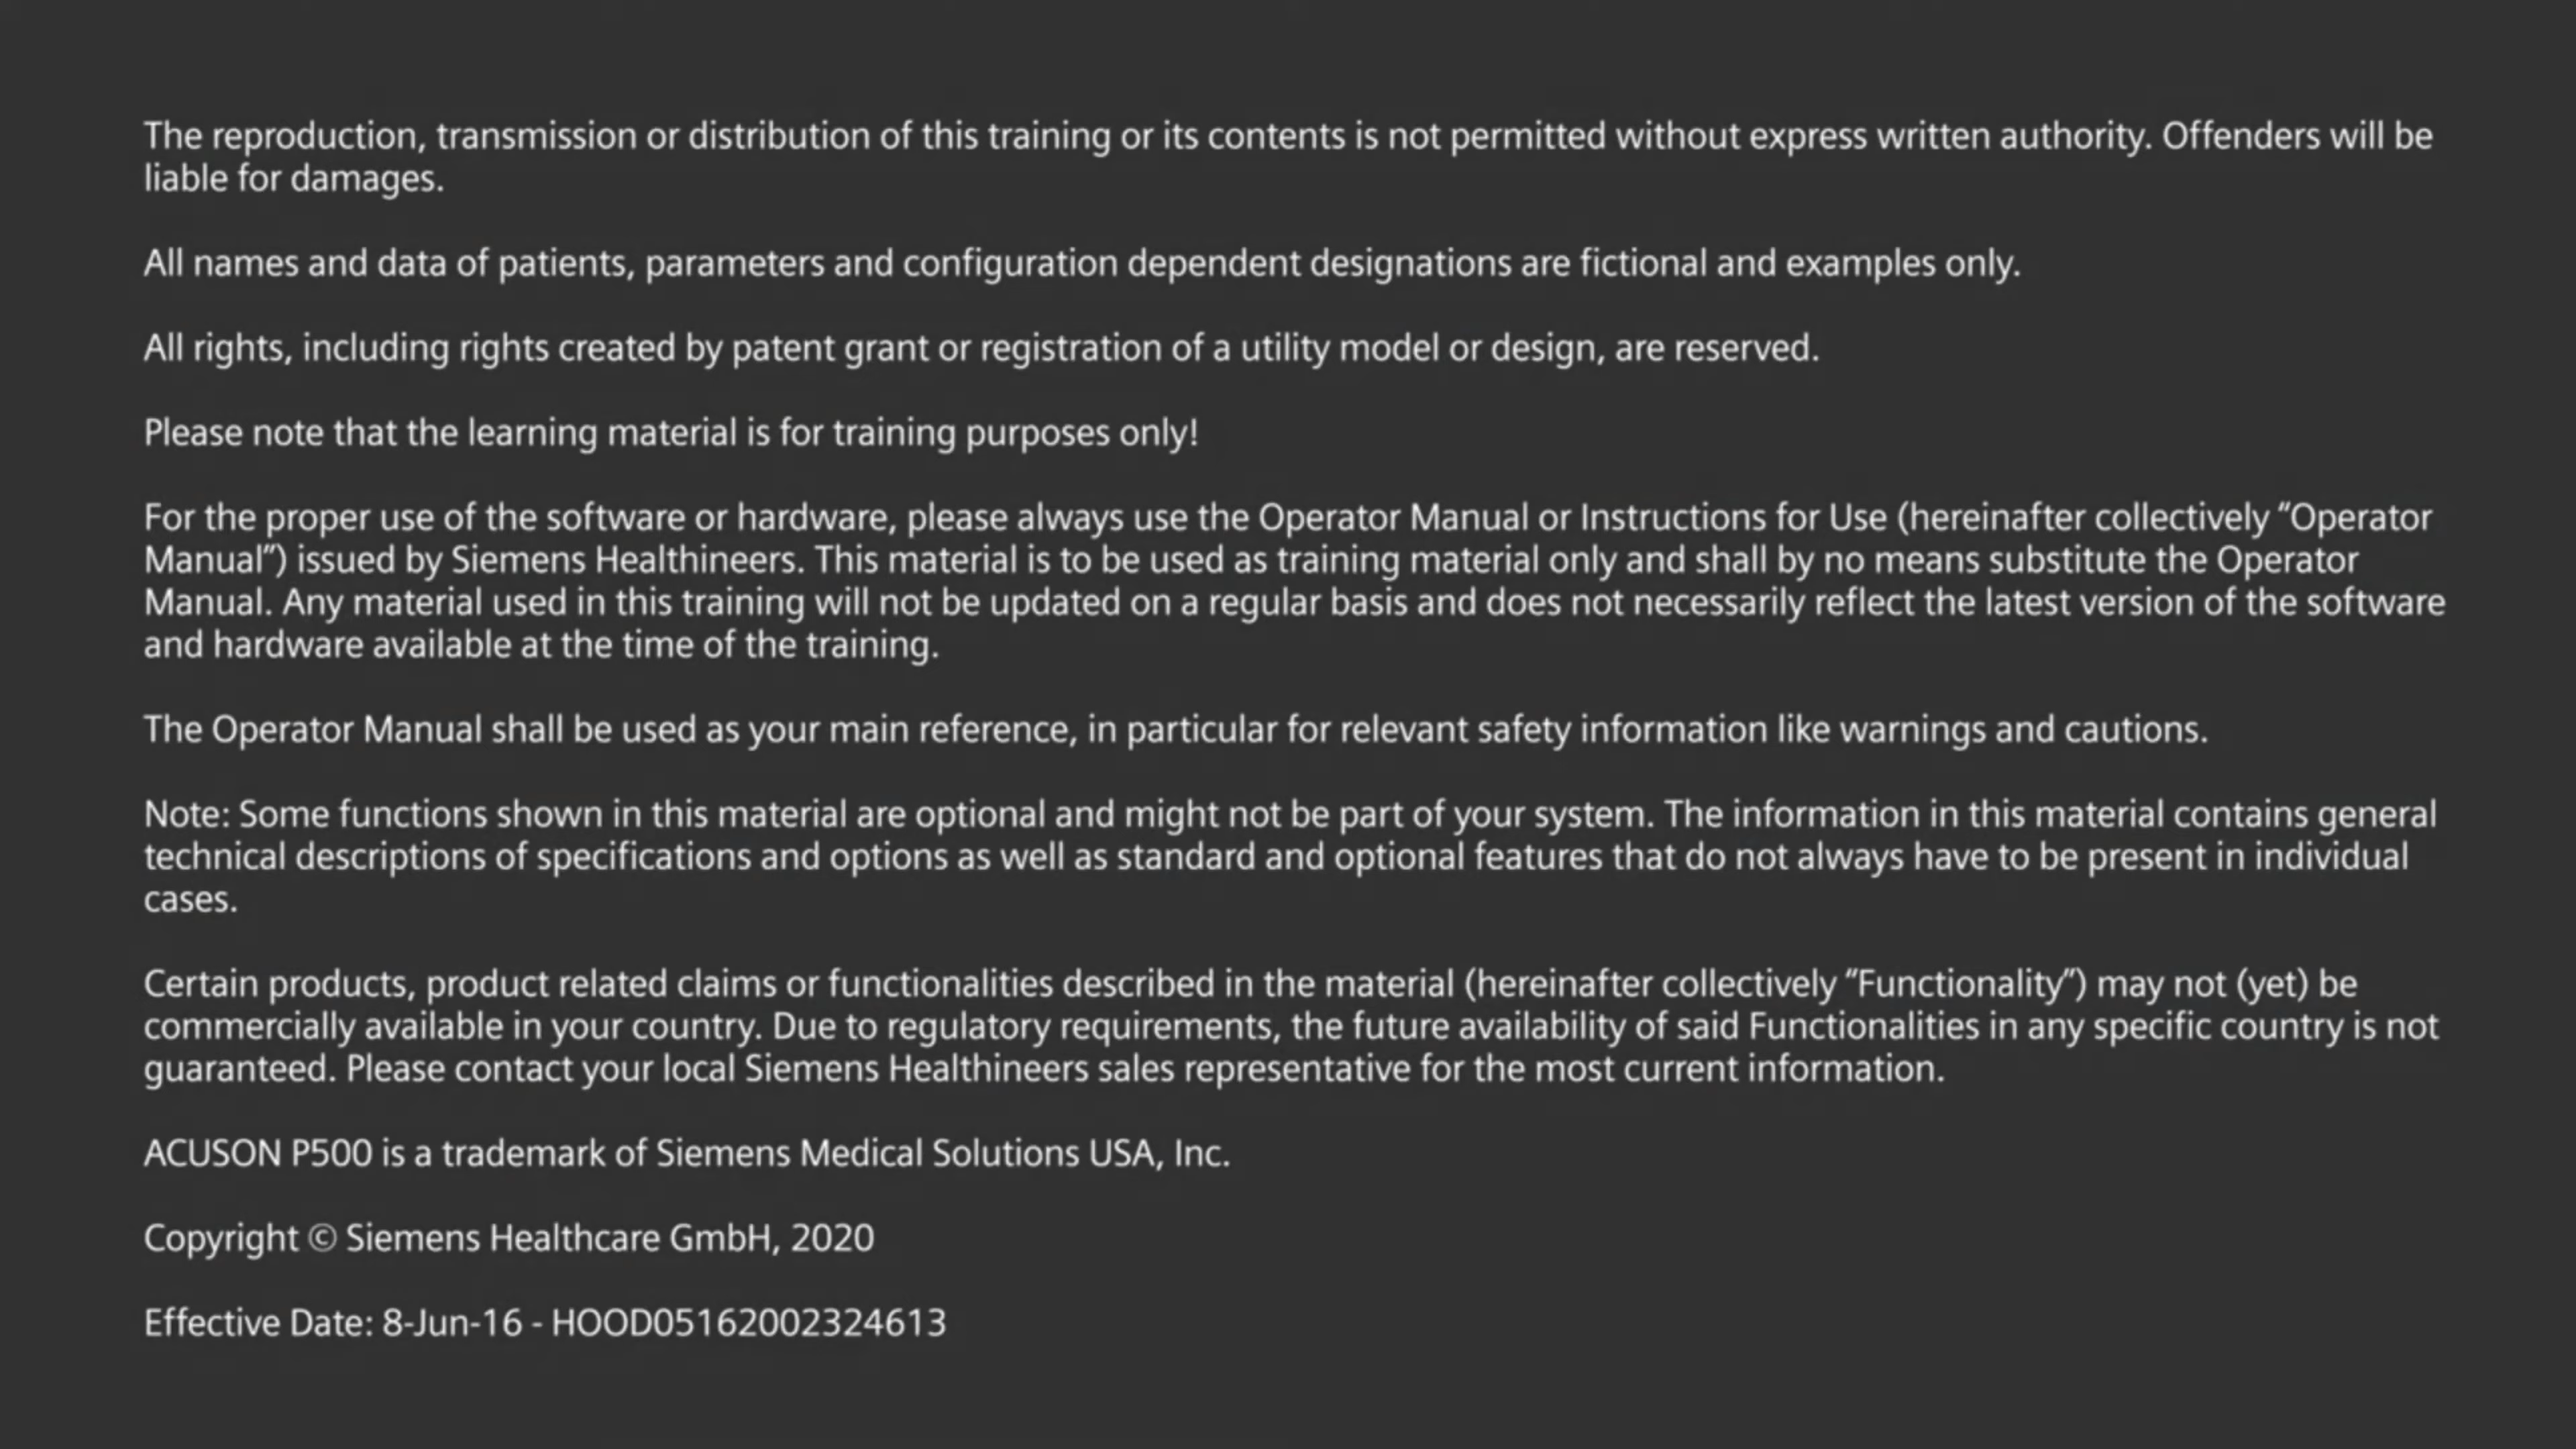 The reproduction, transmission or distribution of this training or its contents is not permitted without express written authority. Offenders will be
liable for damages.
All names and data of patients, parameters and configuration dependent designations are fictional and examples only.
All rights, including rights created by patent grant or registration of a utility model or design, are reserved.
Please note that the learning material is for training purposes only!
For the proper use of the software or hardware, please always use the Operator Manual or Instructions for Use (hereinafter collectively “Operator
Manual”) issued by Siemens Healthineers. This material is to be used as training material only and shall by no means substitute the Operator
Manual. Any material used in this training will not be updated on a regular basis and does not necessarily reflect the latest version of the software
and hardware available at the time of the training.
The Operator Manual shall be used as your main reference, in particular for relevant safety information like warnings and cautions.
Note: Some functions shown in this material are optional and might not be part of your system. The information in this material contains general
technical descriptions of specifications and options as well as standard and optional features that do not always have to be present in individual
cases.
Certain products, product related claims or functionalities described in the material (hereinafter collectively “Functionality”) may not (yet) be
commercially available in your country. Due to regulatory requirements, the future availability of said Functionalities in any specific country is not
guaranteed. Please contact your local Siemens Healthineers sales representative for the most current information.
ACUSON P500 is a trademark of Siemens Medical Solutions USA, Inc.
Copyright © Siemens Healthcare GmbH, 2020
Effective Date: 8-Jun-16 - HOOD05162002324613